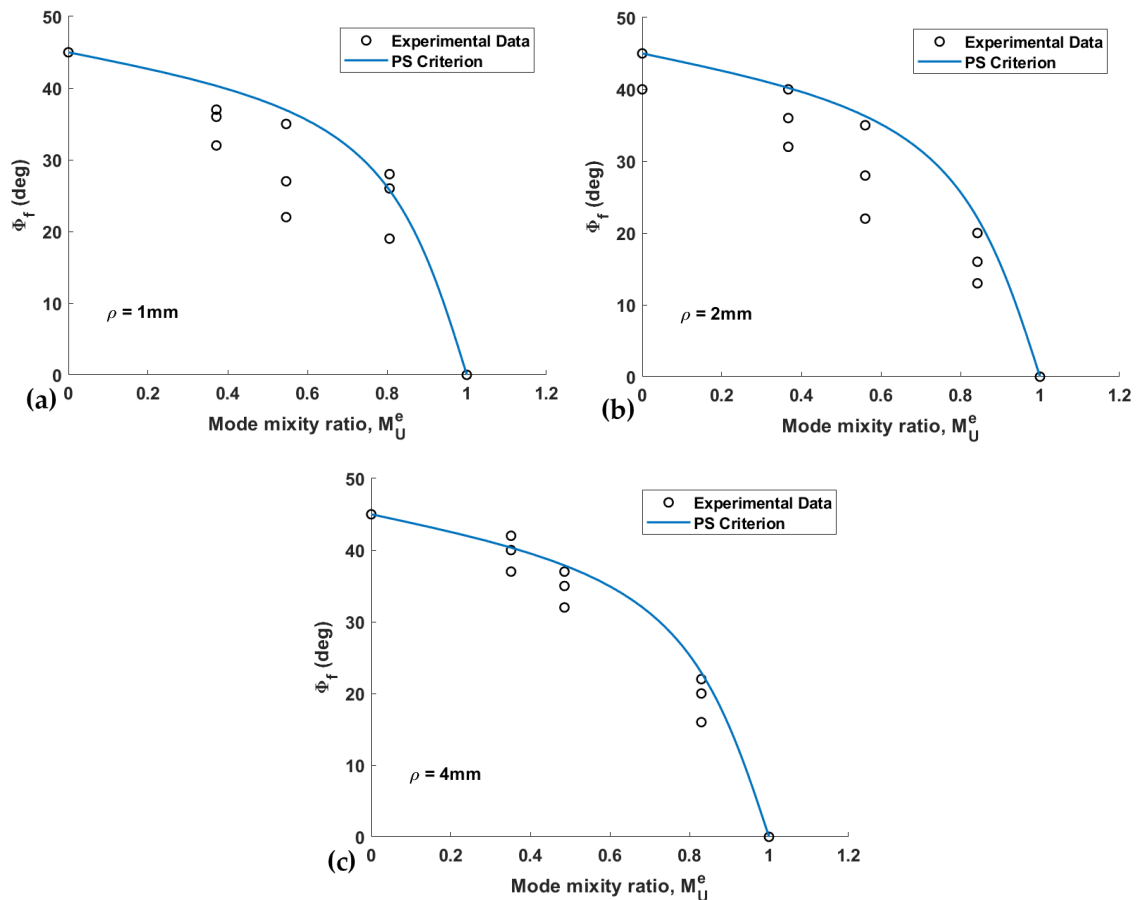 50
40
30
20
10
0
Φf (deg)
Experimental Data
PS Criterion
ρ = 1mm
0 0.2 0.4 0.6 0.8 1 1.2
(a)
Mode mixity ratio, M_U^e
50
40
30
20
10
0
Φf (deg)
Experimental Data
PS Criterion
ρ = 2mm
0 0.2 0.4 0.6 0.8 1 1.2
(b)
Mode mixity ratio, M_U^e
50
40
30
20
10
0
Φf (deg)
Experimental Data
PS Criterion
ρ = 4mm
0 0.2 0.4 0.6 0.8 1 1.2
(c)
Mode mixity ratio, M_U^e